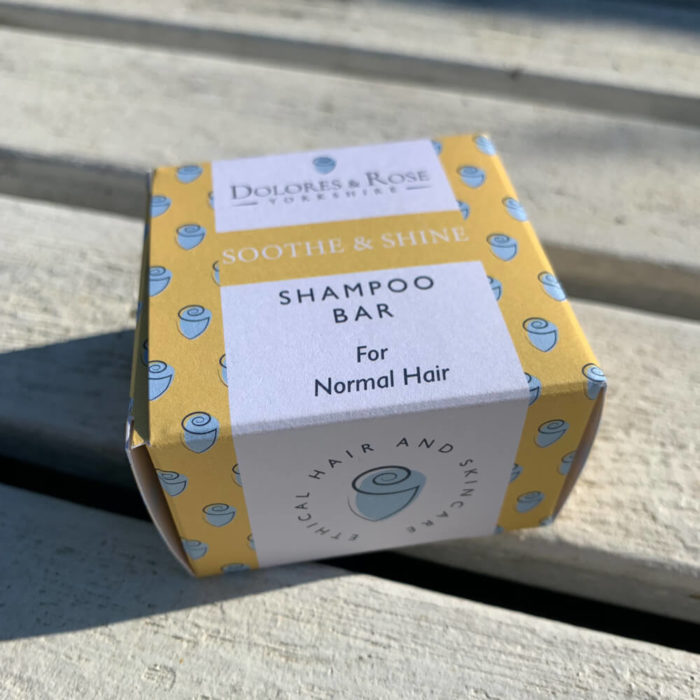 DOLORES & ROSE
YORKSHIRE
SOOTHE & SHINE
SHAMPOO
BAR
For
Normal Hair
ETHICAL HAIR AND SKINCARE